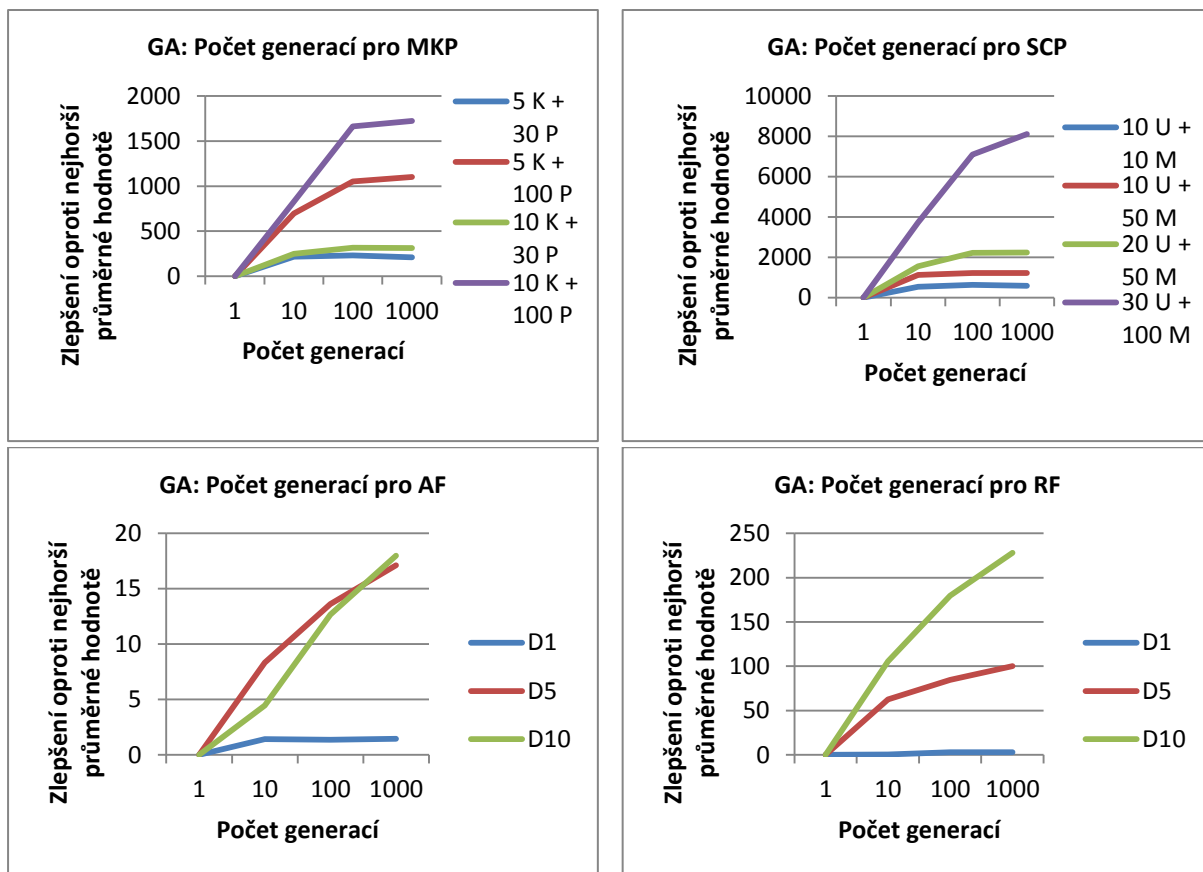 GA: Počet generací pro MKP
Zlepšení oproti nejhorší
průměrné hodnotě
2000
1500
1000
500
0
1 10 100 1000
Počet generací
5 K +
30 P
5 K +
100 P
10 K +
30 P
10 K +
100 P
GA: Počet generací pro SCP
Zlepšení oproti nejhorší
průměrné hodnotě
10000
8000
6000
4000
2000
0
1 10 100 1000
Počet generací
10 U +
10 M
10 U +
50 M
20 U +
50 M
30 U +
100 M
GA: Počet generací pro AF
Zlepšení oproti nejhorší
průměrné hodnotě
20
15
10
5
0
1 10 100 1000
Počet generací
D1
D5
D10
GA: Počet generací pro RF
Zlepšení oproti nejhorší
průměrné hodnotě
250
200
150
100
50
0
1 10 100 1000
Počet generací
D1
D5
D10